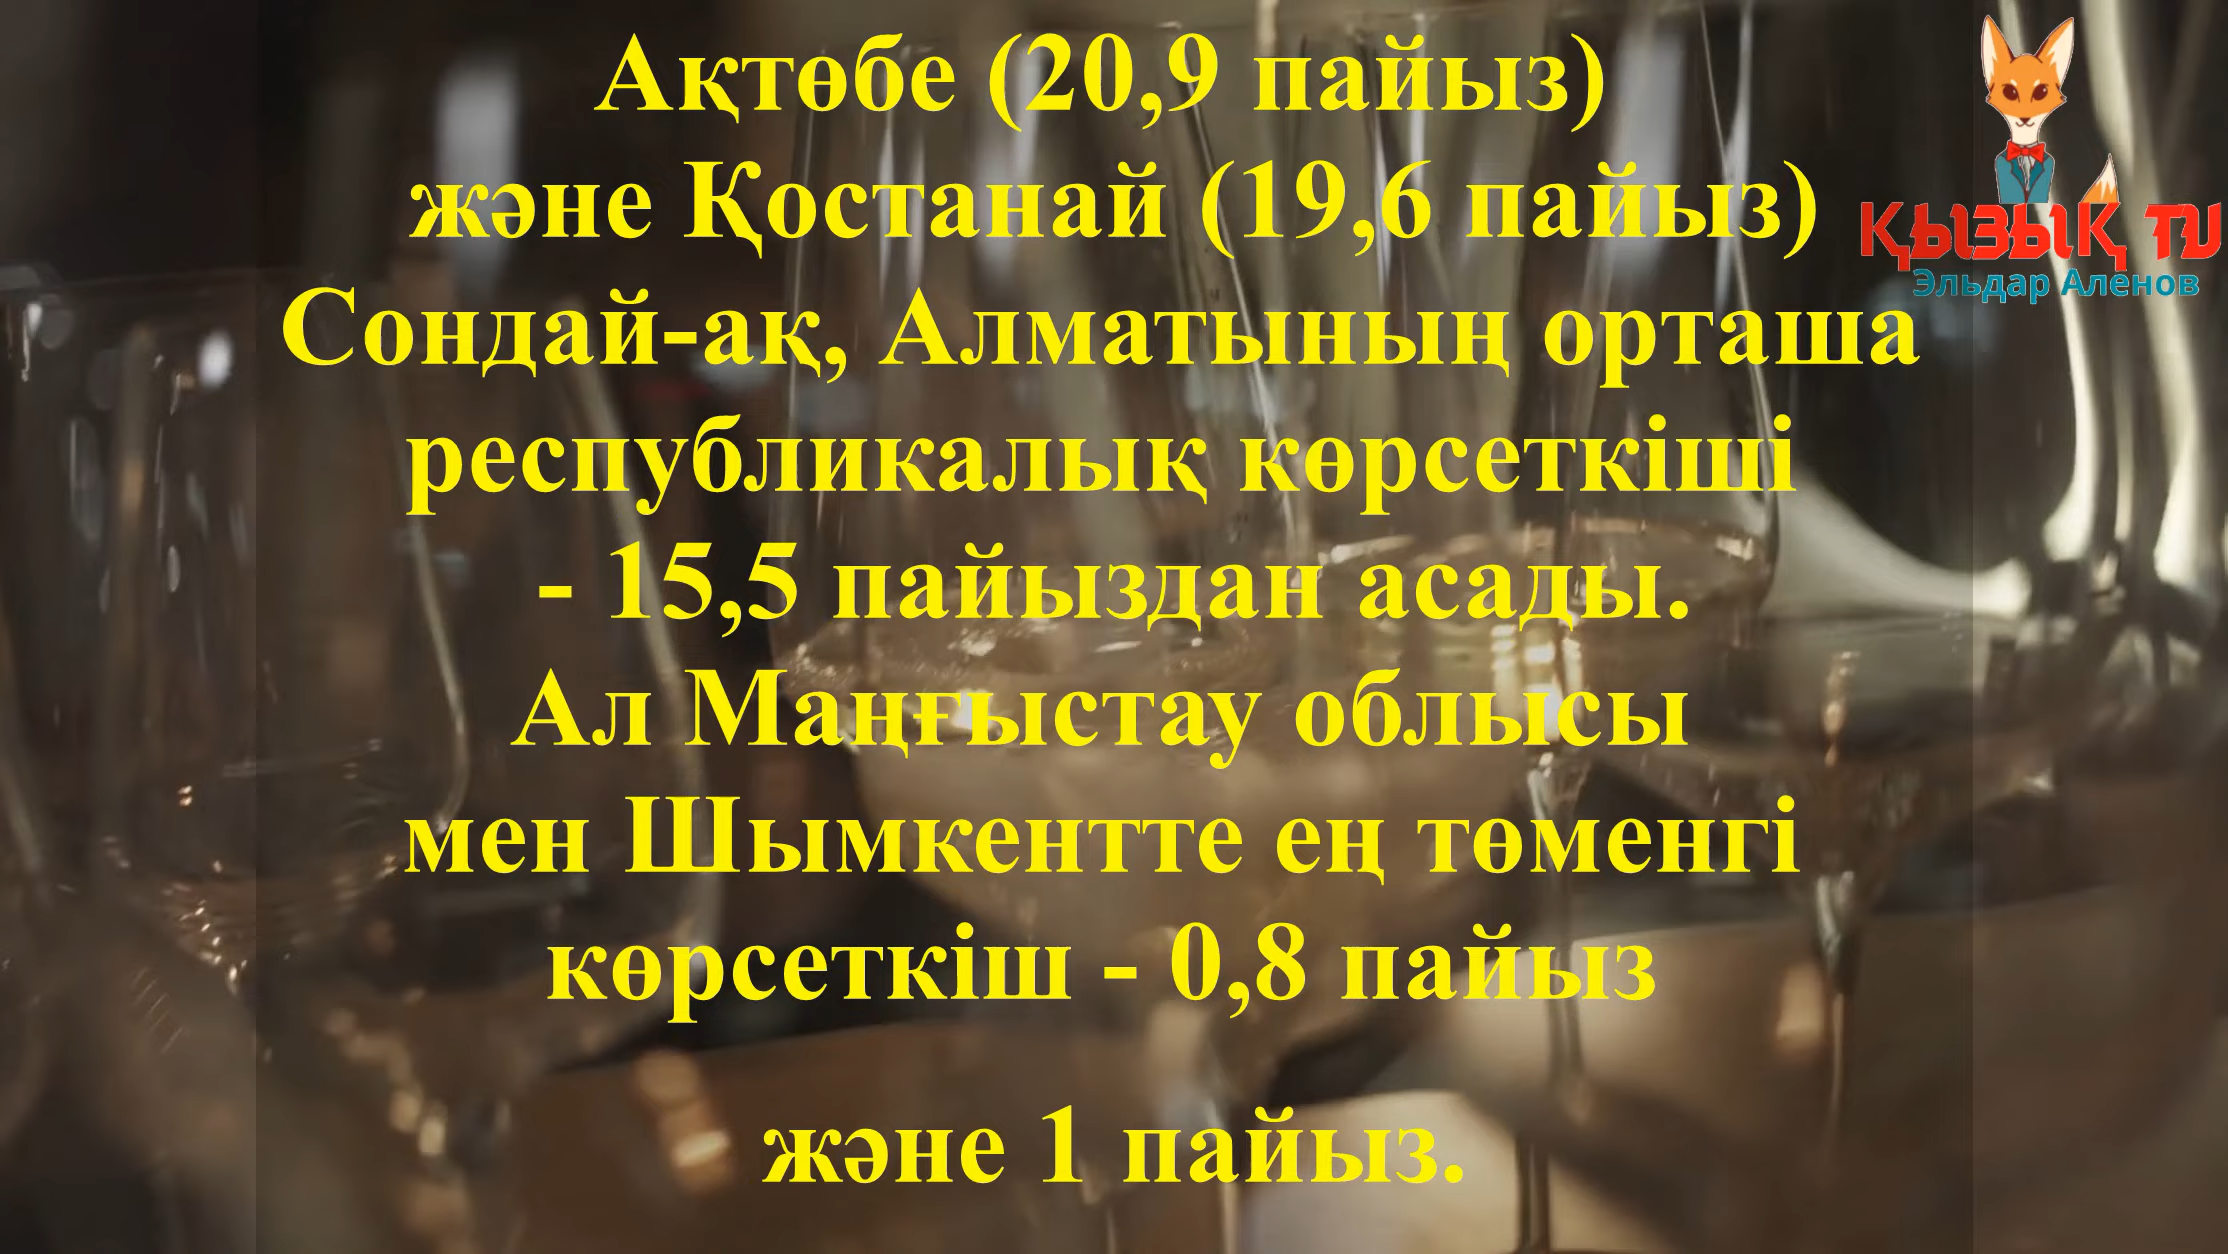 Ақтөбе (20,9 пайыз)
және Қостанай (19,6 пайыз)
ҚЫЗЫҚ TV
Эльдар Аленов
Сондай-ақ, Алматының орташа
республикалық көрсеткіші
- 15,5 пайыздан асады.
Ал Маңғыстау облысы
мен Шымкентте ең төменгі
көрсеткіш - 0,8 пайыз
және 1 пайыз.